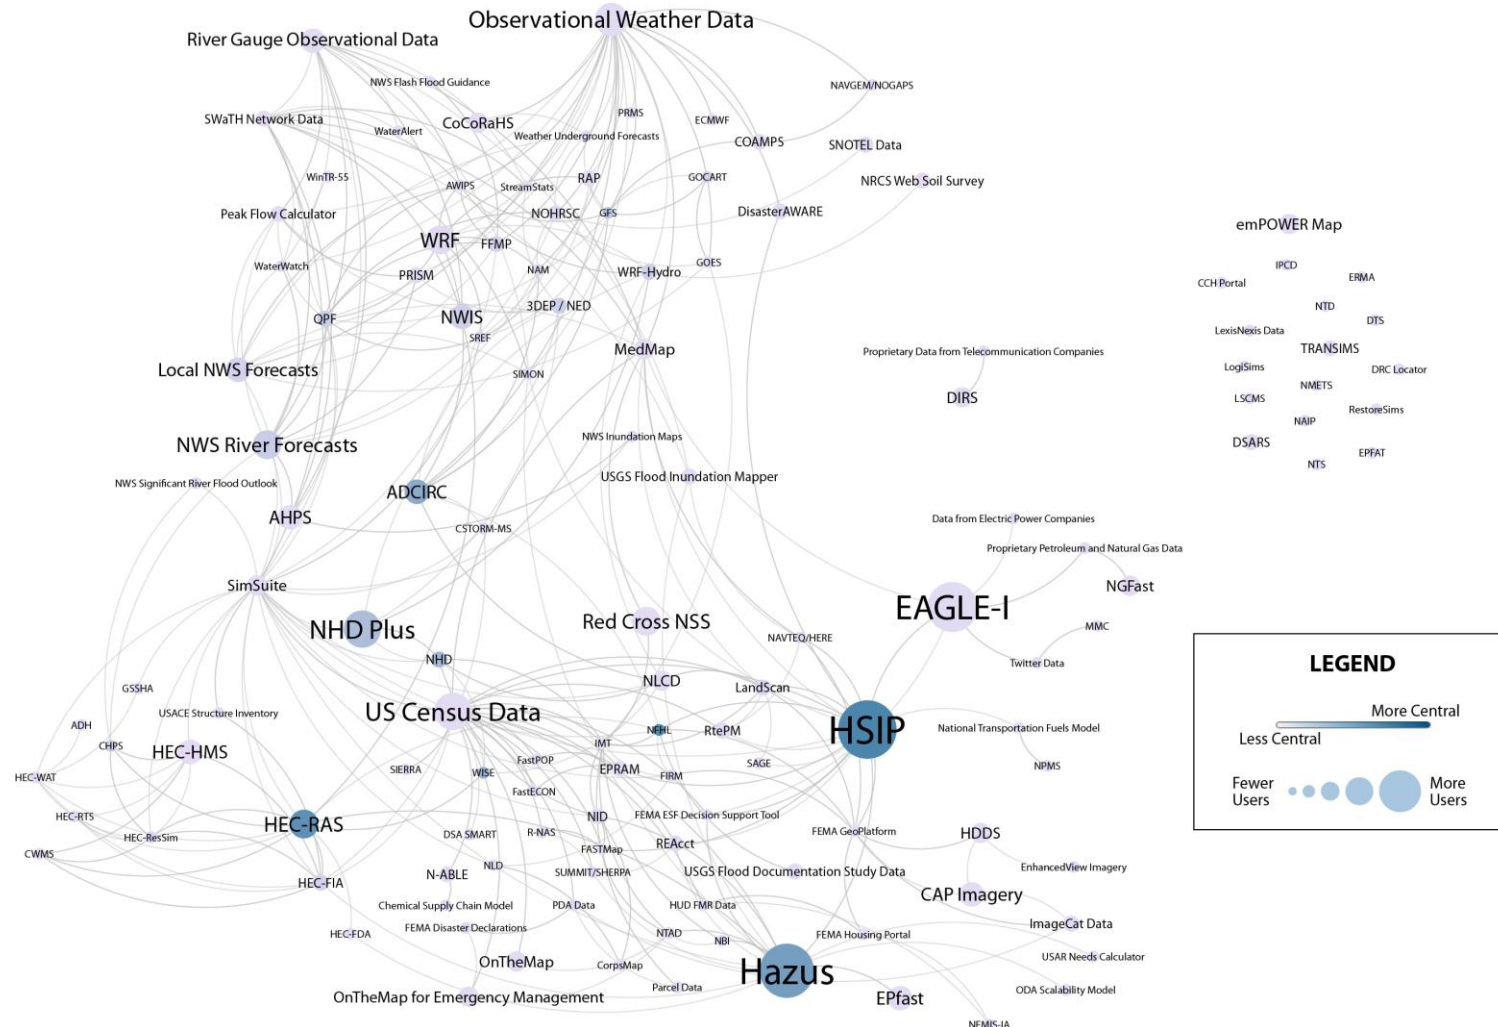 Observational Weather Data
River Gauge Observational Data
NWS Flash Flood Guidance
NAVGEM/NOGAPS
SWaTH Network Data
WaterAlert
CoCoRaHS
PRMS
ECMWF
Weather Underground Forecasts
COAMPS
SNOTEL Data
WinTR-55
AWIPS
StreamStats
RAP
GOCART
NRCS Web Soil Survey
Peak Flow Calculator
NOHRSC
GFS
DisasterAWARE
emPOWER Map
WRF
FFMP
WaterWatch
PRISM
NAM
WRF-Hydro
GOES
IPCD
CCH Portal
ERMA
QPF
NWIS
3DEP / NED
NTD
DTS
SREF
LexisNexis Data
MedMap
Proprietary Data from Telecommunication Companies
TRANSIMS
Local NWS Forecasts
SIMON
LogiSims
DRC Locator
DIRS
NMETS
LSCMS
RestoreSims
NAIP
NWS River Forecasts
NWS Inundation Maps
DSARS
EPFAT
NTS
NWS Significant River Flood Outlook
USGS Flood Inundation Mapper
ADCIRC
AHPS
CSTORM-MS
Data from Electric Power Companies
Proprietary Petroleum and Natural Gas Data
SimSuite
NGFast
EAGLE-I
NHD Plus
Red Cross NSS
NAVTEQ/HERE
MMC
NHD
Twitter Data
LEGEND
More Central
Less Central
Fewer
Users
More
Users
GSSHA
NLCD
LandScan
USACE Structure Inventory
US Census Data
ADH
CHPS
HEC-HMS
NFHL
RtePM
HSIP
National Transportation Fuels Model
IMT
FastPOP
SIERRA
WISE
EPRAM
FIRM
SAGE
NPMS
HEC-WAT
FastECON
HEC-RTS
HEC-ResSim
HEC-RAS
NID
FEMA ESF Decision Support Tool
DSA SMART
R-NAS
FEMA GeoPlatform
HDDS
CWMS
FASTMap
REAcct
NLD
HEC-FIA
N-ABLE
SUMMIT/SHERPA
USGS Flood Documentation Study Data
EnhancedView Imagery
CAP Imagery
Chemical Supply Chain Model
PDA Data
HUD FMR Data
HEC-FDA
FEMA Disaster Declarations
NTAD
NBI
FEMA Housing Portal
ImageCat Data
OnTheMap
CorpsMap
USAR Needs Calculator
Hazus
Parcel Data
OnTheMap for Emergency Management
EPfast
ODA Scalability Model
NEMIS-IA